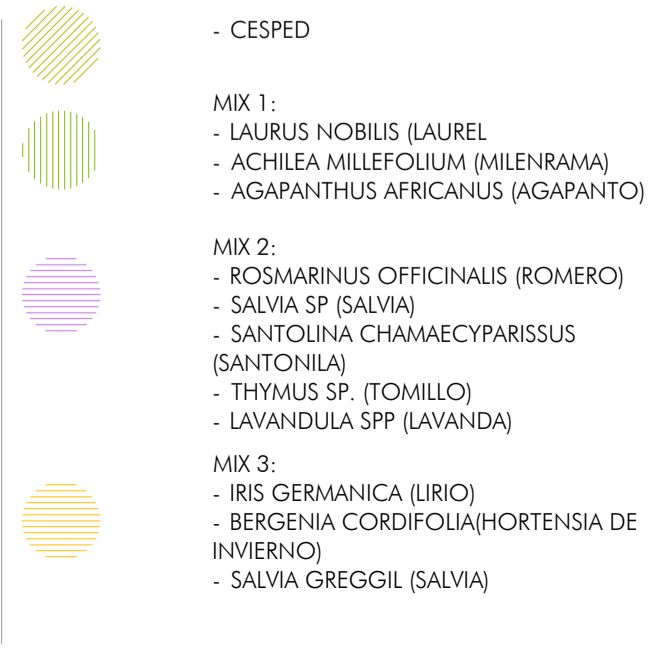 - CESPED
MIX 1:
- LAURUS NOBILIS (LAUREL
- ACHILEA MILLEFOLIUM (MILENRAMA)
- AGAPANTHUS AFRICANUS (AGAPANTO)
MIX 2:
- ROSMARINUS OFFICINALIS (ROMERO)
- SALVIA SP (SALVIA)
- SANTOLINA CHAMAECYPARISSUS
(SANTONILA)
- THYMUS SP. (TOMILLO)
- LAVANDULA SPP (LAVANDA)
MIX 3:
- IRIS GERMANICA (LIRIO)
- BERGENIA CORDIFOLIA(HORTENSIA DE
INVIERNO)
- SALVIA GREGGIL (SALVIA)